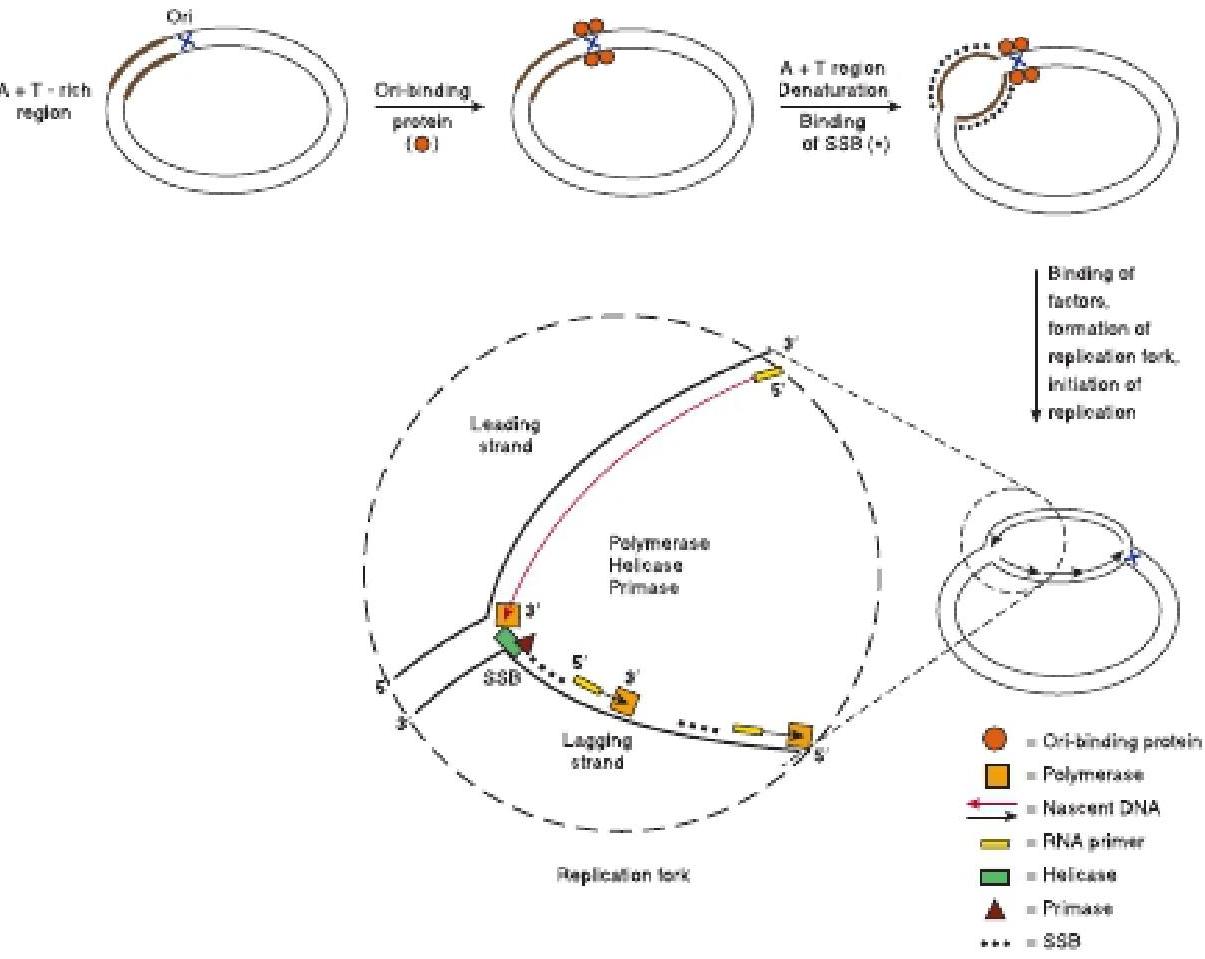 Ori
A + T - rich
region
Ori-binding
protein
( )
A + T region
Denaturation
Binding
of SSB (•)
Binding of
factors,
formation of
replication fork,
initiation of
replication
3'
5'
Leading
strand
Polymerase
Helicase
Primase
3'
5'
3'
SSB
5'
3'
Lagging
strand
5'
Replication fork
= Ori-binding protein
= Polymerase
= Nascent DNA
= RNA primer
= Helicase
= Primase
= SSB